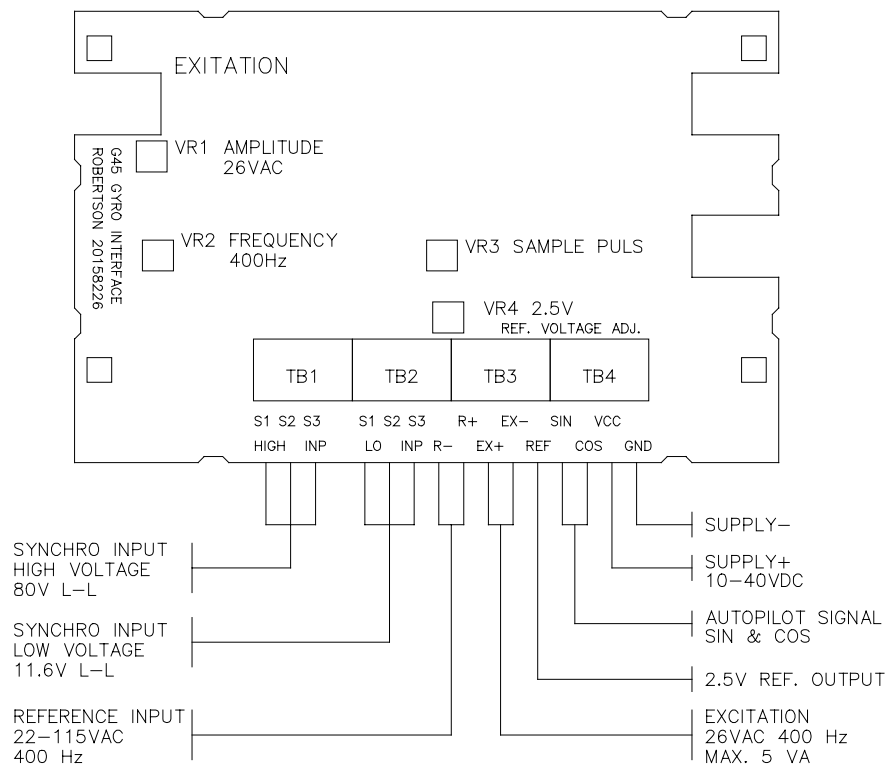 EXITATION
VR1 AMPLITUDE
26VAC
G45 GYRO INTERFACE
ROBERTSON 20158226
VR2 FREQUENCY
400Hz
VR3 SAMPLE PULS
VR4 2.5V
REF. VOLTAGE ADJ.
TB1 TB2 TB3 TB4
S1 S2 S3 S1 S2 S3 R+ EX- SIN VCC
HIGH INP LO INP R- EX+ REF COS GND
SYNCHRO INPUT
HIGH VOLTAGE
80V L-L
SYNCHRO INPUT
LOW VOLTAGE
11.6V L-L
REFERENCE INPUT
22-115VAC
400 Hz
SUPPLY-
SUPPLY+
10-40VDC
AUTOPILOT SIGNAL
SIN & COS
2.5V REF. OUTPUT
EXCITATION
26VAC 400 Hz
MAX. 5 VA